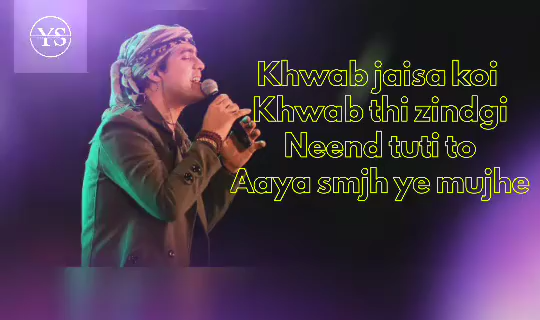 YS
Khwab jaisa koi
Khwab thi zindgi
Neend tuti to
Aaya smjh ye mujhe